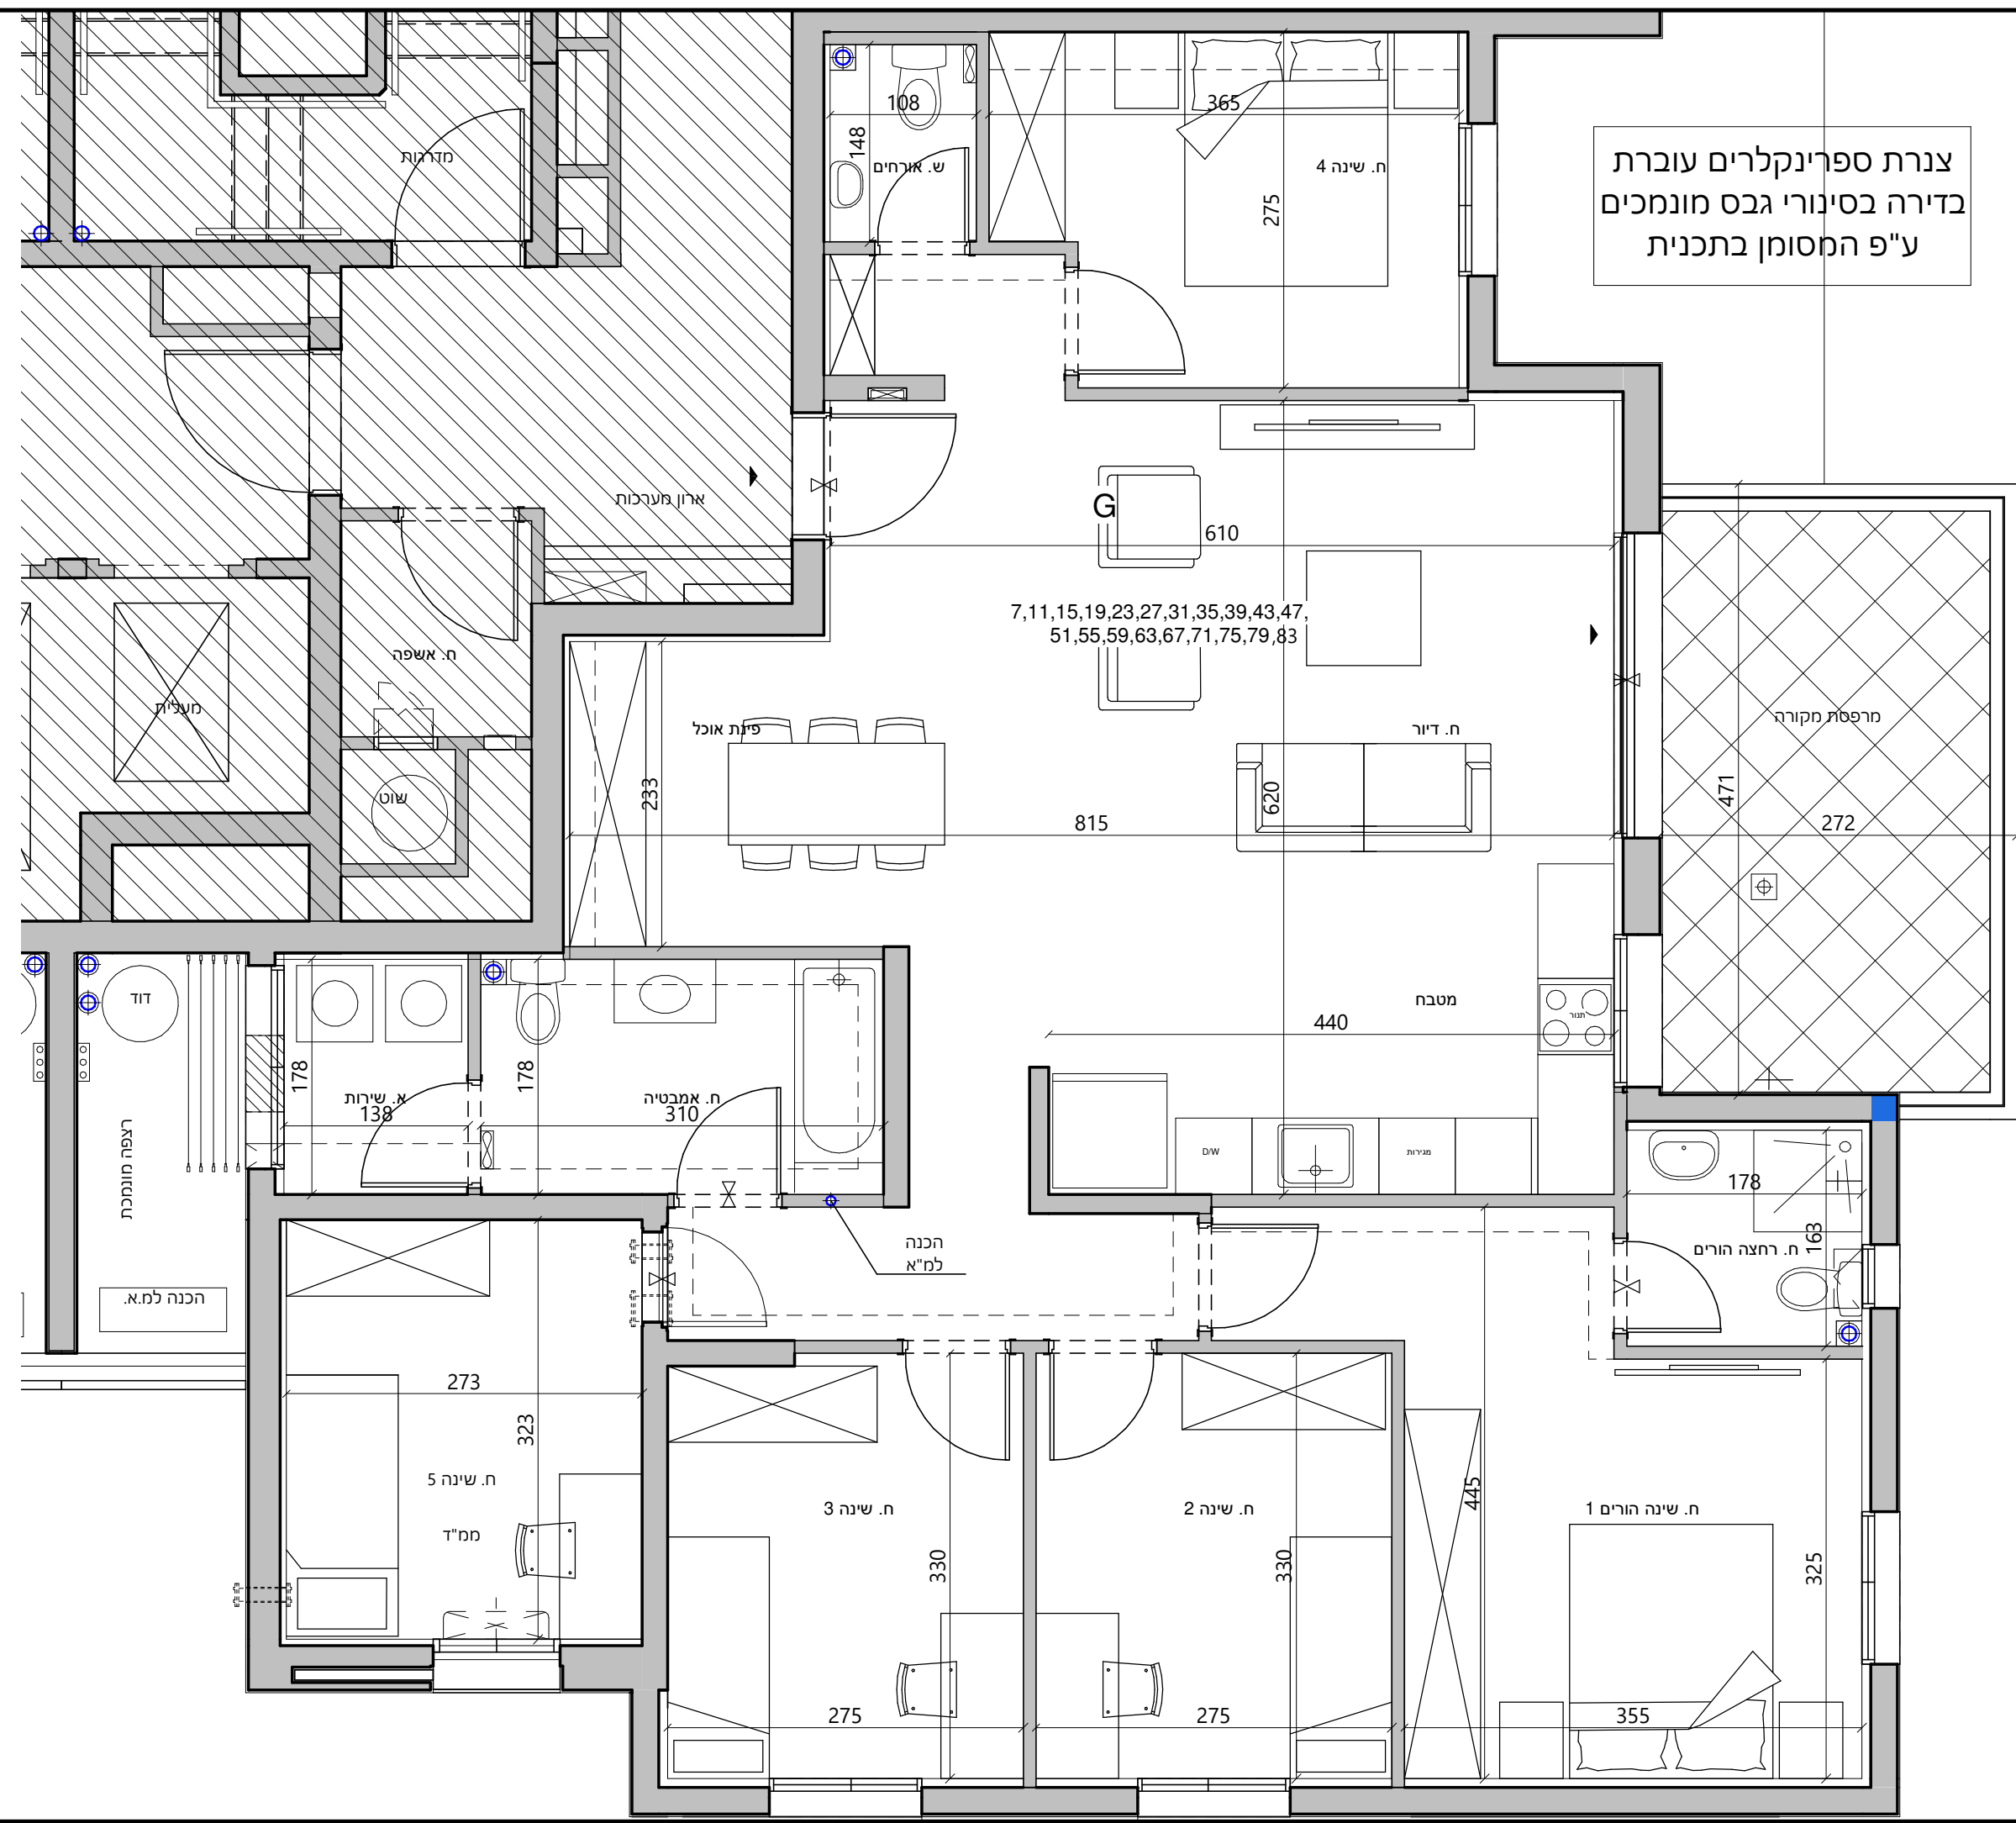 צנרת ספרינקלרים עוברת
בדירה בסינורי גבס מונמכים
ע"פ המסומן בתכנית
מדרגות
108
148
ש. אורחים
365
ח. שינה 4
275
ארון מערכות
G
610
7,11,15,19,23,27,31,35,39,43,47,
51,55,59,63,67,71,75,79,83
ח. אשפה
מעלית
שוט
פינת אוכל
233
815
620
ח. דיור
מרפסת מקורה
471
272
דוד
מטבח
תנור
440
178
א. שירות
138
178
ח. אמבטיה
310
D/W
מגירות
רצפה מונמכת
הכנה למ.א.
הכנה
למ"א
178
163
ח. רחצה הורים
273
323
ח. שינה 5
ממ"ד
ח. שינה 3
330
275
ח. שינה 2
330
275
445
ח. שינה הורים 1
325
355